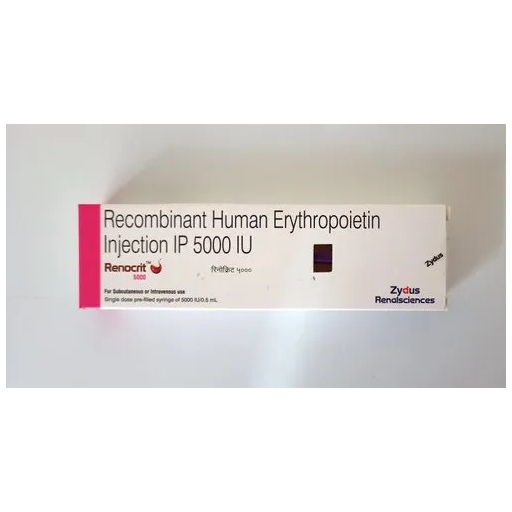 Recombinant Human Erythropoietin
Injection IP 5000 IU
Renocrit™
5000
रिनोक्रिट ५०००
For Subcutaneous or Intravenous use
Single dose pre-filled syringe of 5000 IU/0.5 mL
Zydus
Zydus
Renalsciences